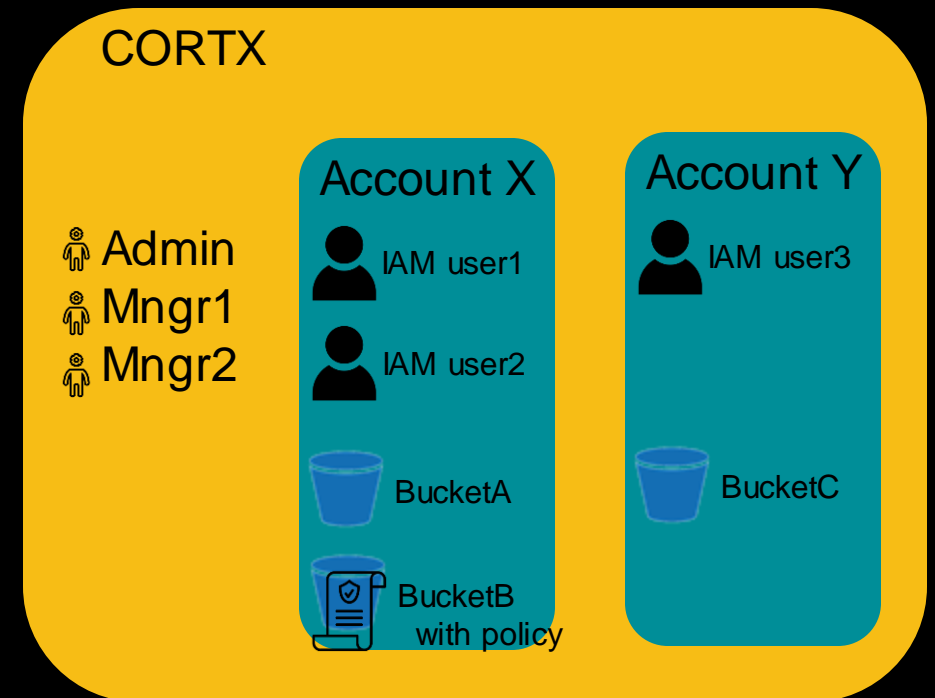 CORTX
Admin
Mngr1
Mngr2
Account X
IAM user1
IAM user2
BucketA
BucketB
with policy
Account Y
IAM user3
BucketC